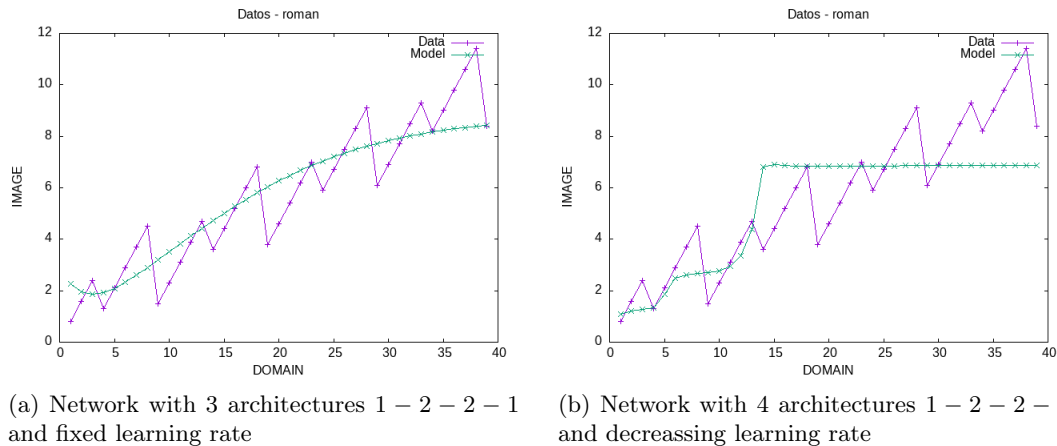 Datos - roman
12
10
8
6
4
2
0
IMAGE
Data
Model
0 5 10 15 20 25 30 35 40
DOMAIN
(a) Network with 3 architectures 1 − 2 − 2 − 1
and fixed learning rate
Datos - roman
12
10
8
6
4
2
0
IMAGE
Data
Model
0 5 10 15 20 25 30 35 40
DOMAIN
(b) Network with 4 architectures 1 − 2 − 2 −
and decreassing learning rate